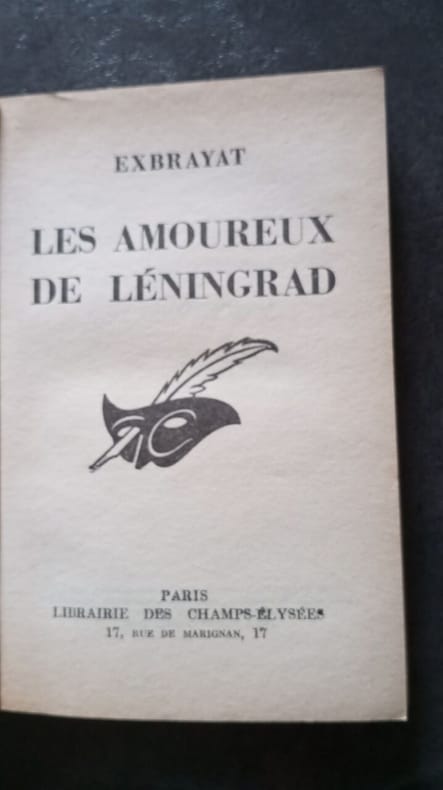 EXBRAYAT
LES AMOUREUX
DE LÉNINGRAD
PARIS
LIBRAIRIE DES CHAMPS-ÉLYSÉES
17, RUE DE MARIGNAN, 17